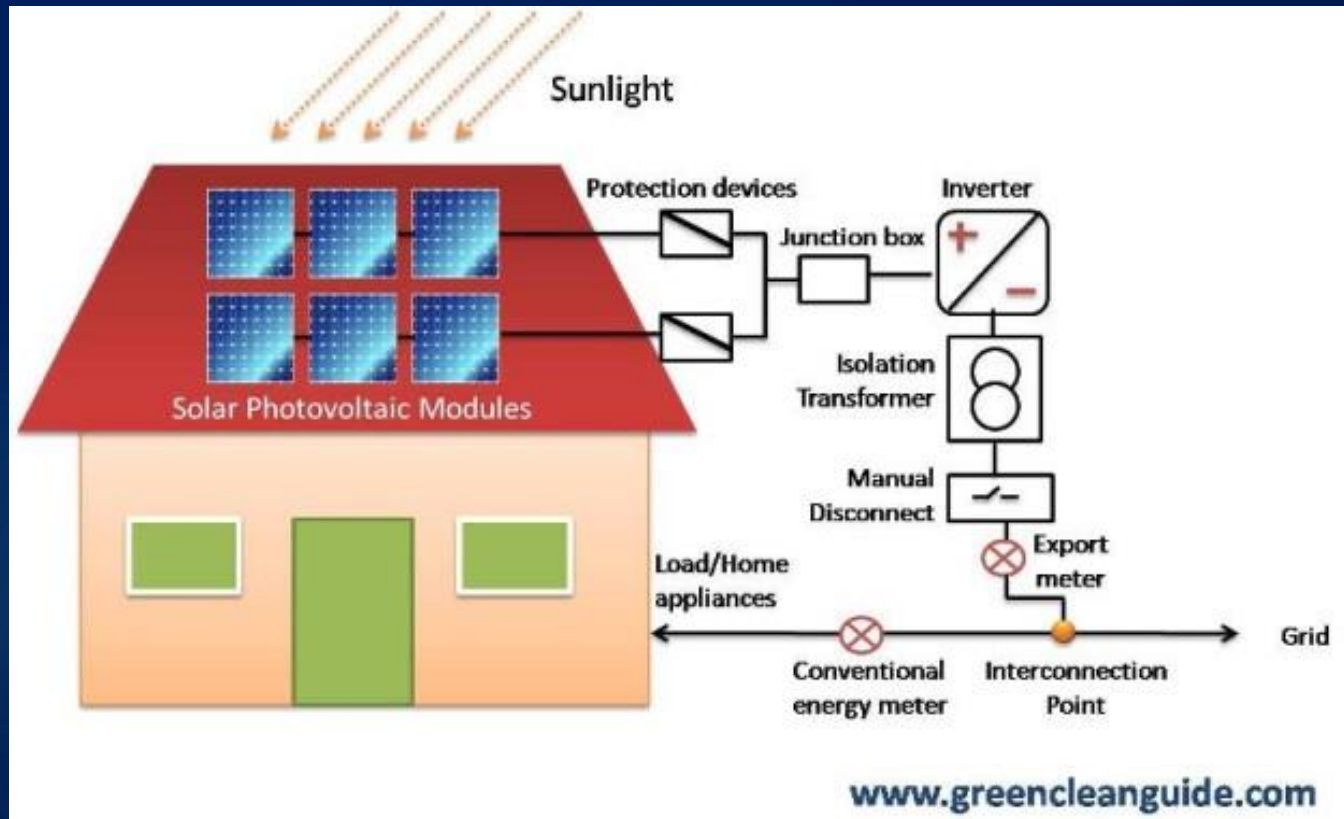 Sunlight
Protection devices
Inverter
Junction box
Solar Photovoltaic Modules
Isolation
Transformer
Manual
Disconnect
Export
meter
Load/Home
appliances
Grid
Conventional
energy meter
Interconnection
Point
www.greencleanguide.com